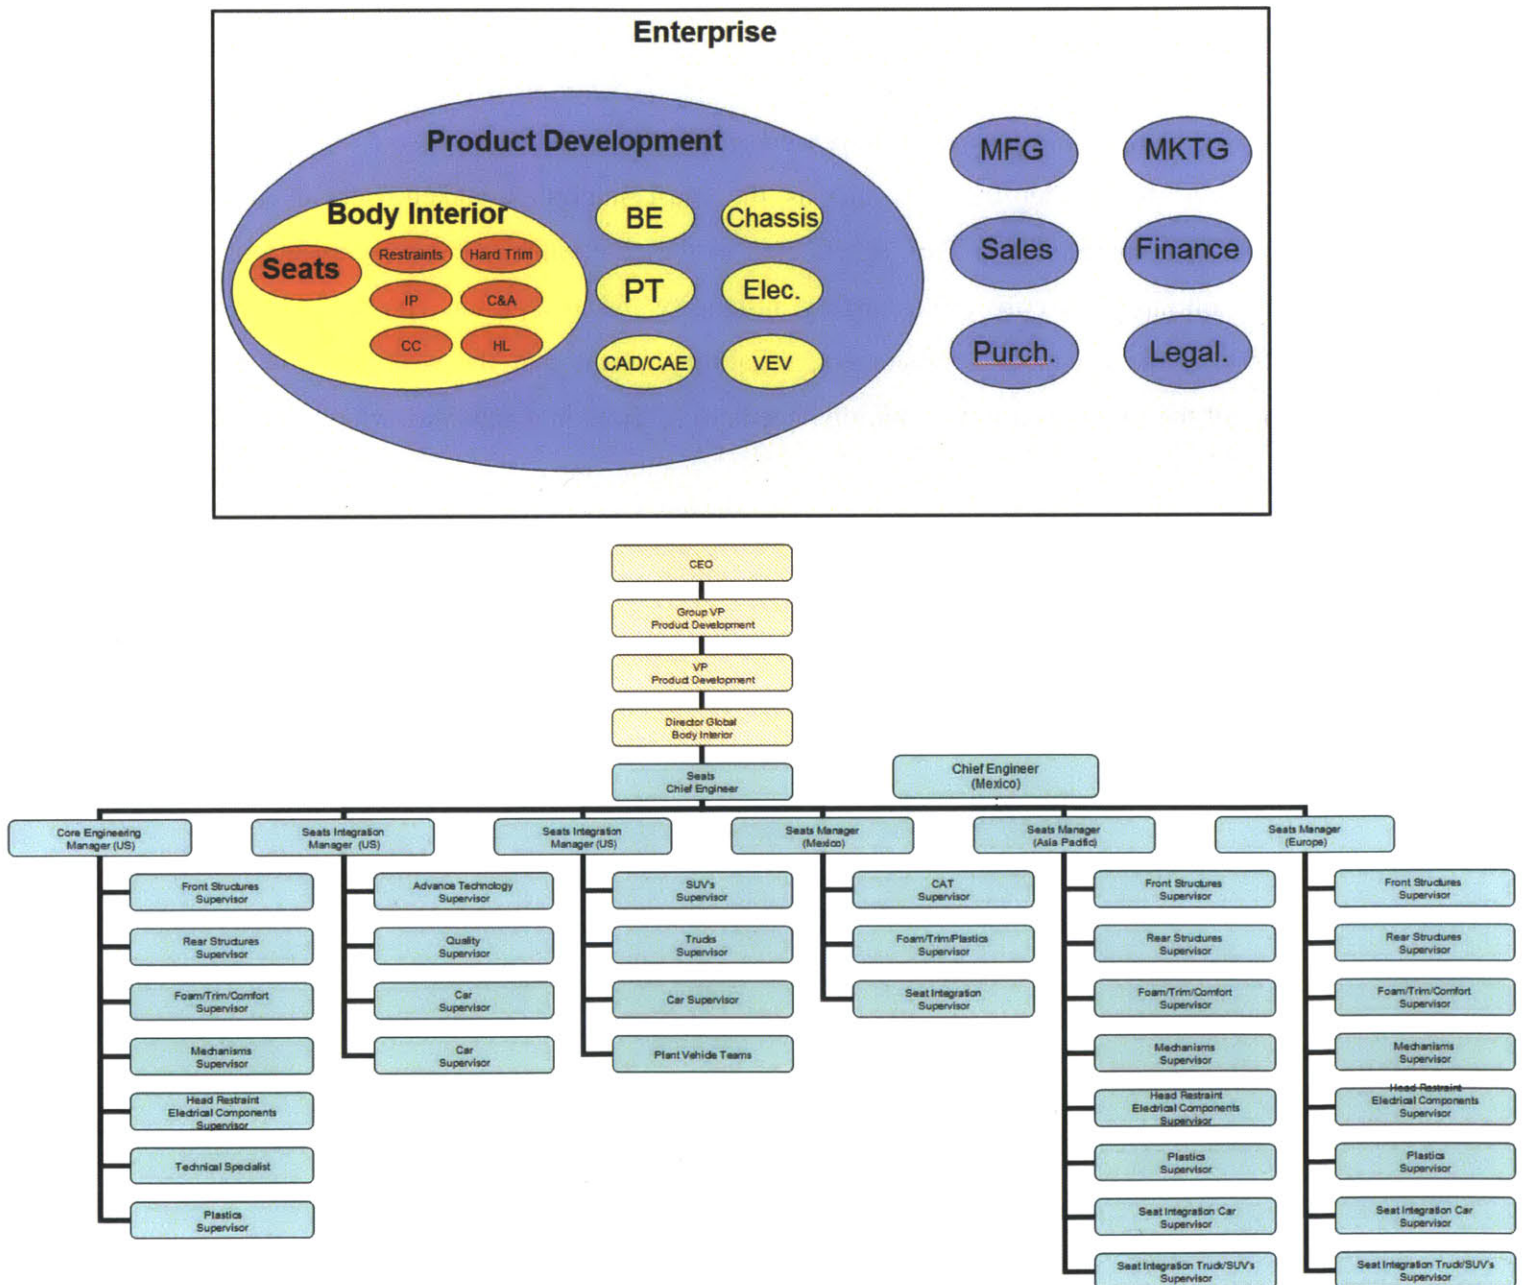 Enterprise
Product Development
MFG
MKTG
Body Interior
BE
Chassis
Seats
Restraints
Hard Trim
Sales
Finance
IP
C&A
PT
Elec.
CC
HL
CAD/CAE
VEV
Purch.
Legal.
CEO
Group VP
Product Development
VP
Product Development
Director Global
Body Interior
Seats
Chief Engineer
Chief Engineer
(Mexico)
Core Engineering
Manager (US)
Front Structures
Supervisor
Rear Structures
Supervisor
Foam/Trim/Comfort
Supervisor
Mechanisms
Supervisor
Head Restraint
Electrical Components
Supervisor
Technical Specialist
Plastics
Supervisor
Seats Integration
Manager (US)
Advance Technology
Supervisor
Quality
Supervisor
Car
Supervisor
Car
Supervisor
Seats Integration
Manager (US)
SUV's
Supervisor
Trucks
Supervisor
Car Supervisor
Plant Vehicle Teams
Seats Manager
(Mexico)
CAT
Supervisor
Foam/Trim/Plastics
Supervisor
Seat Integration
Supervisor
Seats Manager
(Asia Pacific)
Front Structures
Supervisor
Rear Structures
Supervisor
Foam/Trim/Comfort
Supervisor
Mechanisms
Supervisor
Head Restraint
Electrical Components
Supervisor
Plastics
Supervisor
Seat Integration Car
Supervisor
Seat Integration Truck/SUV's
Supervisor
Seats Manager
(Europe)
Front Structures
Supervisor
Rear Structures
Supervisor
Foam/Trim/Comfort
Supervisor
Mechanisms
Supervisor
Head Restraint
Electrical Components
Supervisor
Plastics
Supervisor
Seat Integration Car
Supervisor
Seat Integration Truck/SUV's
Supervisor